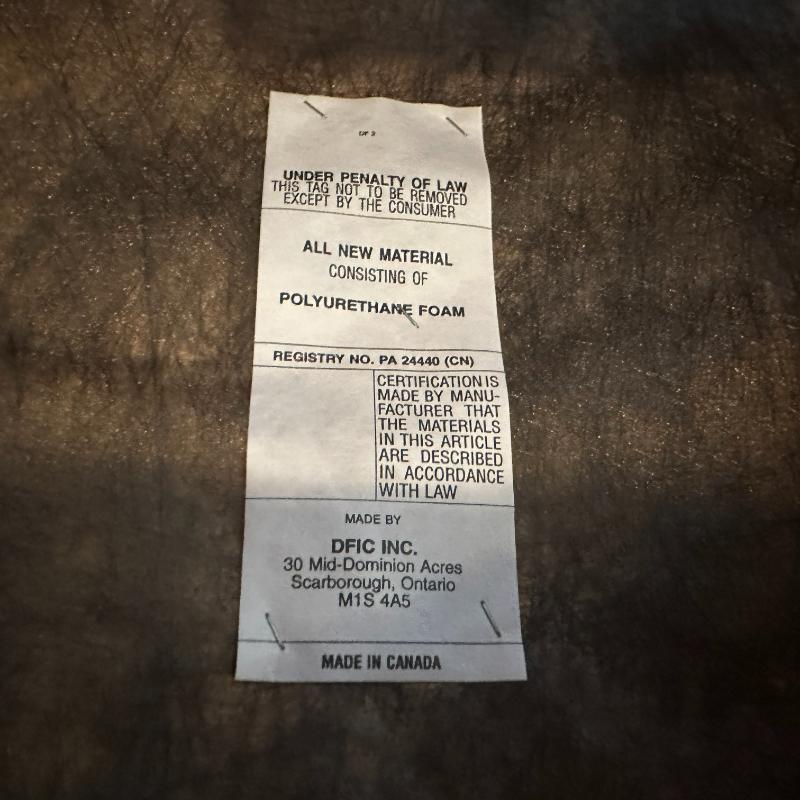 DF 2
UNDER PENALTY OF LAW
THIS TAG NOT TO BE REMOVED
EXCEPT BY THE CONSUMER
ALL NEW MATERIAL
CONSISTING OF
POLYURETHANE FOAM
REGISTRY NO. PA 24440 (CN)
CERTIFICATION IS
MADE BY MANU-
FACTURER THAT
THE MATERIALS
IN THIS ARTICLE
ARE DESCRIBED
IN ACCORDANCE
WITH LAW
MADE BY
DFIC INC.
30 Mid-Dominion Acres
Scarborough, Ontario
M1S 4A5
MADE IN CANADA